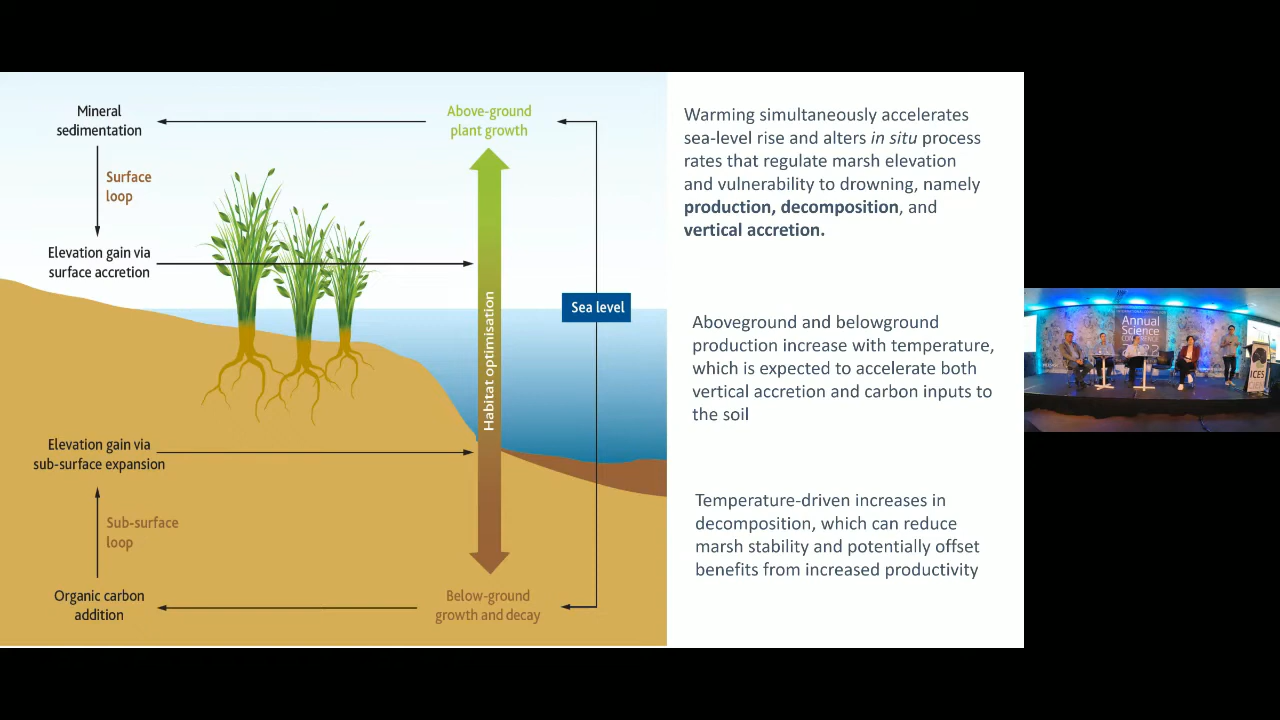 Mineral
sedimentation
Above-ground
plant growth
Surface
loop
Elevation gain via
surface accretion
Sea level
Habitat optimisation
Elevation gain via
sub-surface expansion
Sub-surface
loop
Organic carbon
addition
Below-ground
growth and decay
Warming simultaneously accelerates
sea-level rise and alters in situ process
rates that regulate marsh elevation
and vulnerability to drowning, namely
production, decomposition, and
vertical accretion.
Aboveground and belowground
production increase with temperature,
which is expected to accelerate both
vertical accretion and carbon inputs to
the soil
Temperature-driven increases in
decomposition, which can reduce
marsh stability and potentially offset
benefits from increased productivity
Annual
Science
ICES